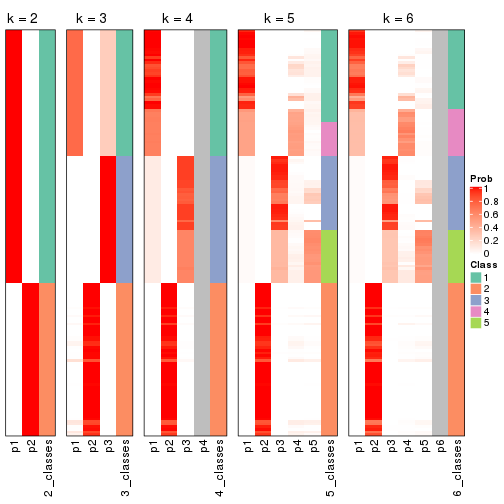 k = 2
k = 3
k = 4
k = 5
k = 6
p1
p2
2_classes
p1
p2
p3
3_classes
p1
p2
p3
p4
4_classes
p1
p2
p3
p4
p5
5_classes
p1
p2
p3
p4
p5
p6
6_classes
Prob
1
0.8
0.6
0.4
0.2
0
Class
1
2
3
4
5